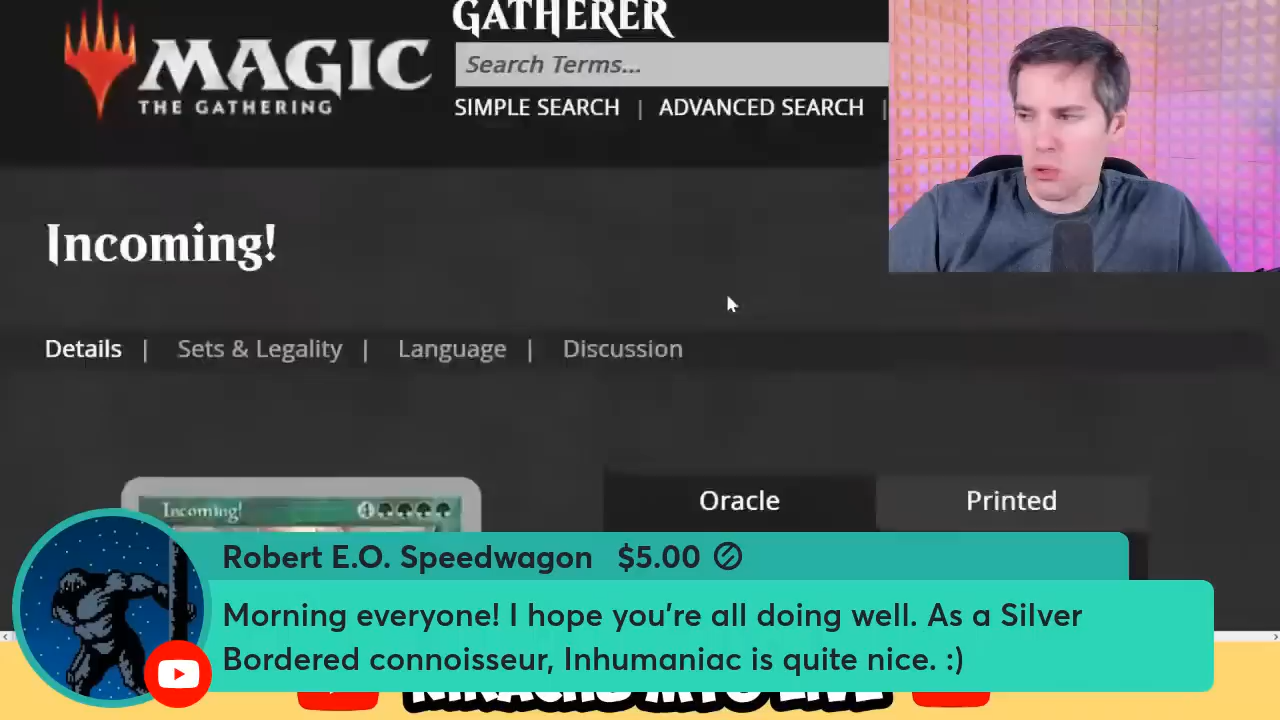 GATHERER
MAGIC
THE GATHERING
Search Terms...
SIMPLE SEARCH | ADVANCED SEARCH |
Incoming!
Details | Sets & Legality | Language | Discussion
Oracle Printed
Incoming! 4
Robert E.O. Speedwagon $5.00
Morning everyone! I hope you're all doing well. As a Silver
Bordered connoisseur, Inhumaniac is quite nice. :)